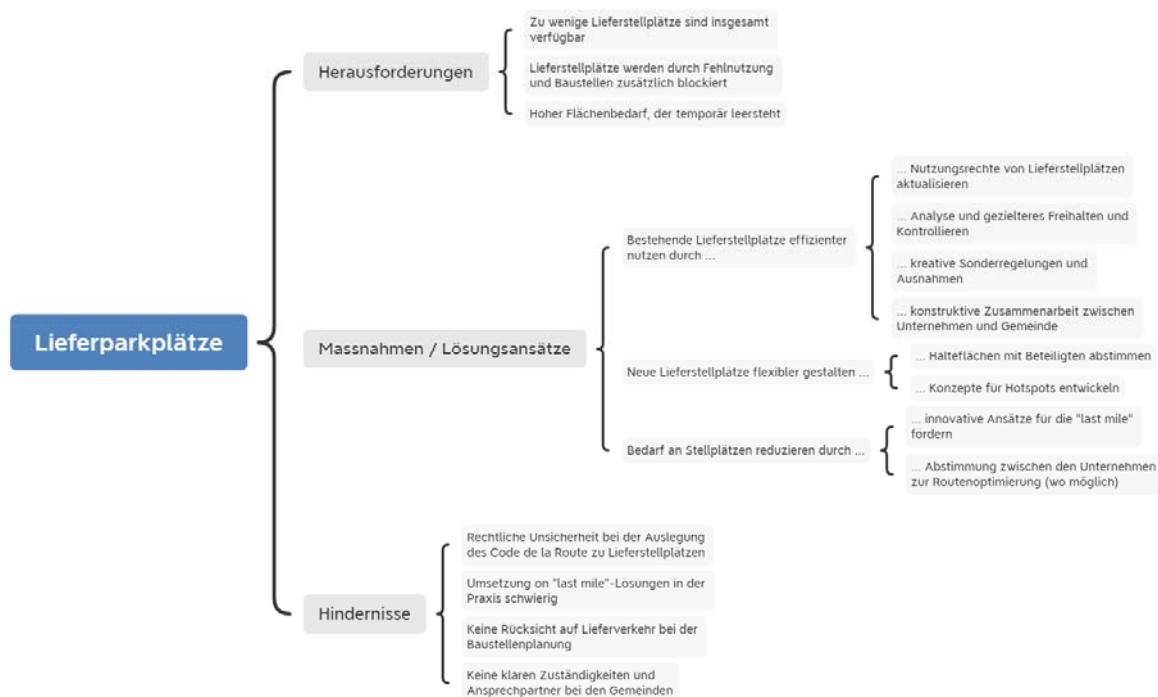 Lieferparkplätze
Herausforderungen
Zu wenige Lieferstellplätze sind insgesamt
verfügbar
Lieferstellplätze werden durch Fehlnutzung
und Baustellen zusätzlich blockiert
Hoher Flächenbedarf, der temporär leersteht
Massnahmen / Lösungsansätze
Bestehende Lieferstellplätze effizienter
nutzen durch ...
... Nutzungsrechte von Lieferstellplätzen
aktualisieren
... Analyse und gezielteres Freihalten und
Kontrollieren
... kreative Sonderregelungen und
Ausnahmen
... konstruktive Zusammenarbeit zwischen
Unternehmen und Gemeinde
Neue Lieferstellplätze flexibler gestalten ...
... Halteflächen mit Beteiligten abstimmen
... Konzepte für Hotspots entwickeln
Bedarf an Stellplätzen reduzieren durch ...
... innovative Ansätze für die "last mile"
fördern
... Abstimmung zwischen den Unternehmen
zur Routenoptimierung (wo möglich)
Hindernisse
Rechtliche Unsicherheit bei der Auslegung
des Code de la Route zu Lieferstellplatzen
Umsetzung on "last mile"-Lösungen in der
Praxis schwierig
Keine Rücksicht auf Lieferverkehr bei der
Baustellenplanung
Keine klaren Zuständigkeiten und
Ansprechpartner bei den Gemeinden